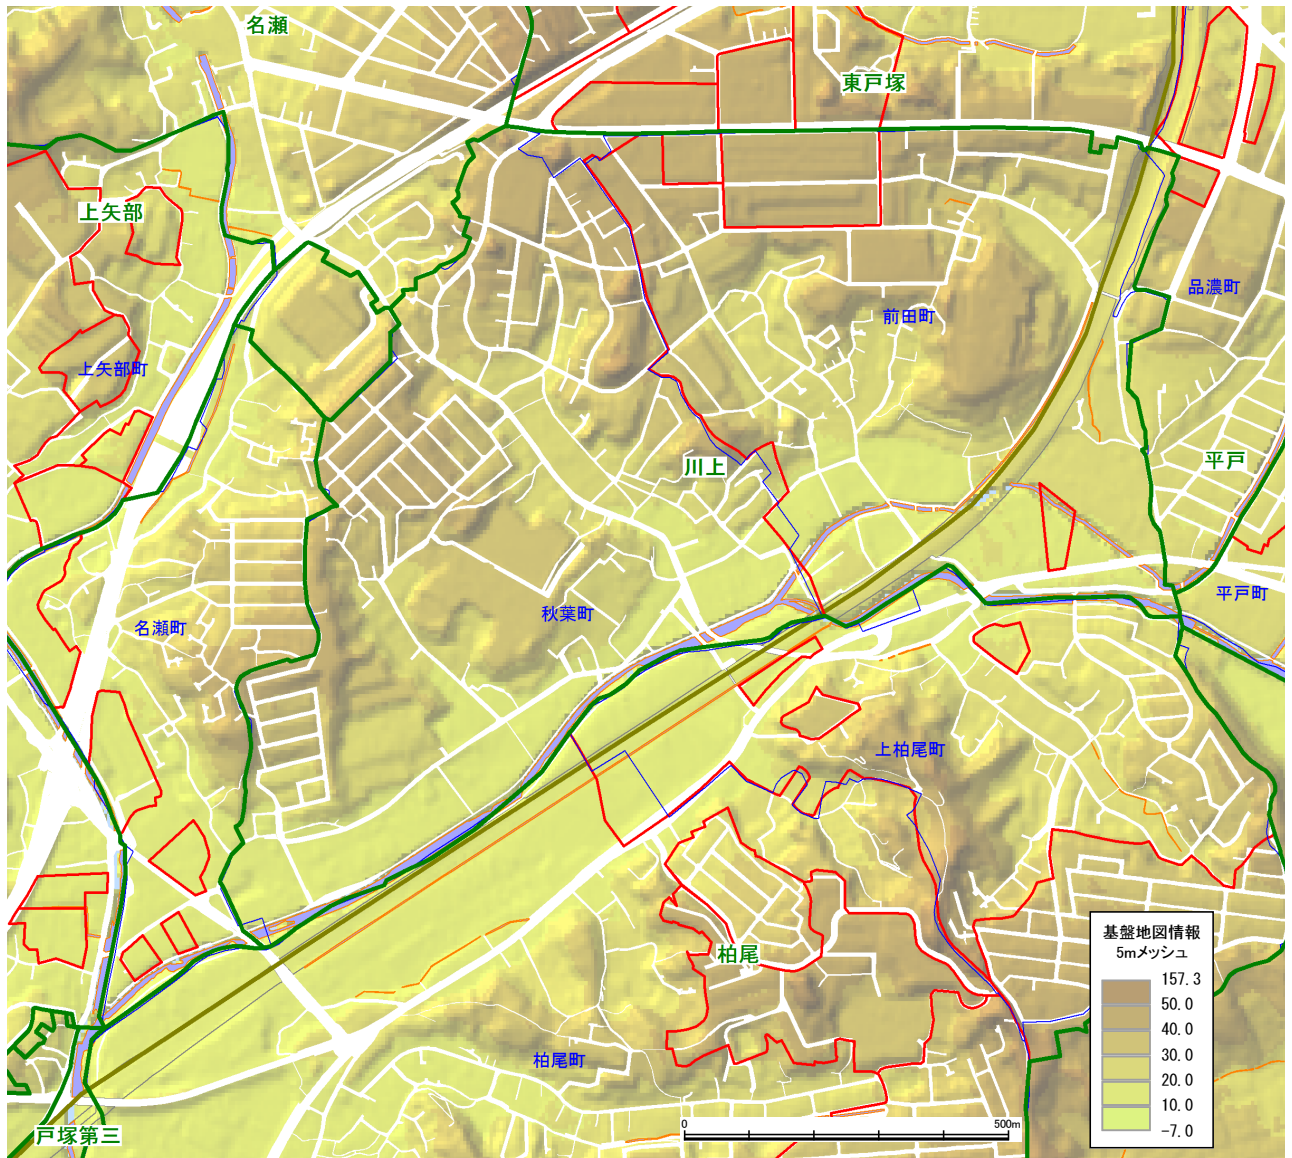 名瀬
東戸塚
上矢部
品濃町
前田町
上矢部町
川上
平戸
平戸町
秋葉町
名瀬町
上柏尾町
柏尾
柏尾町
戸塚第三
基盤地図情報
5mメッシュ
157.3
50.0
40.0
30.0
20.0
10.0
-7.0
0
500m